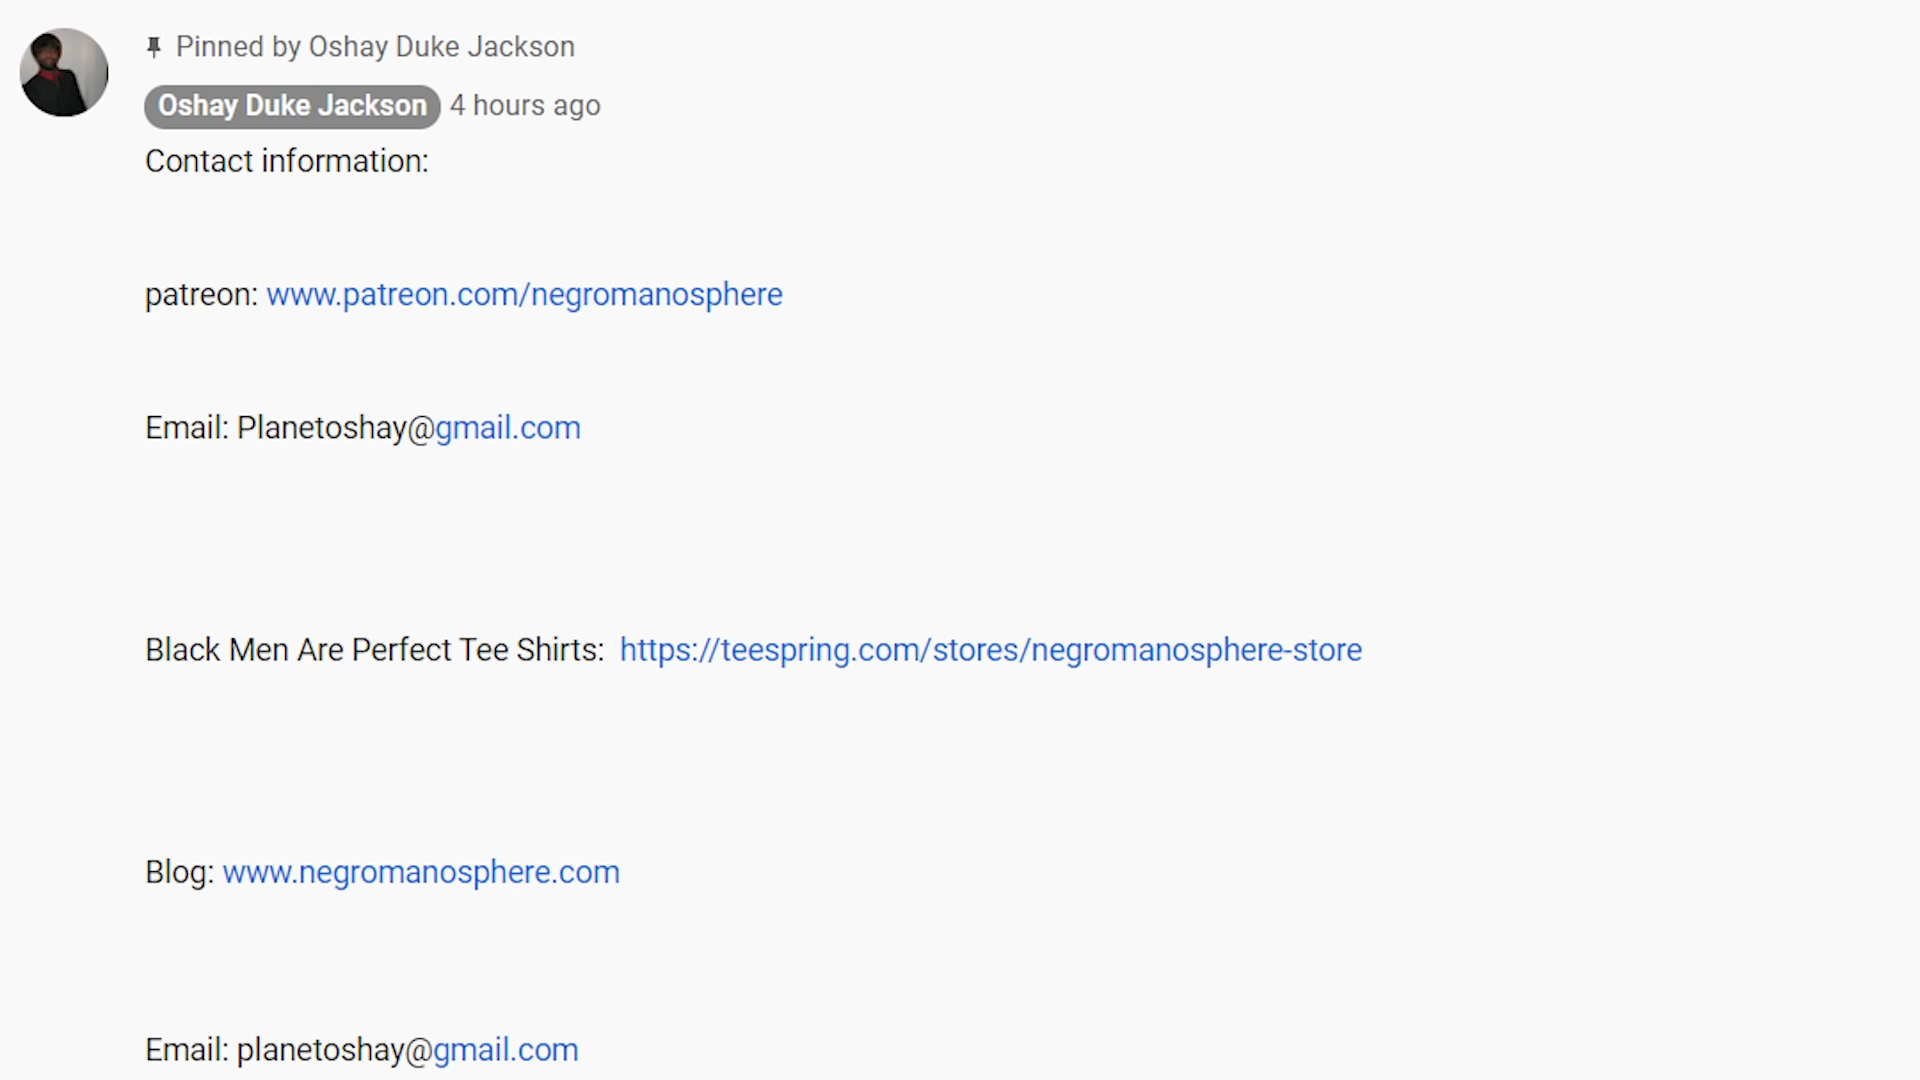 Pinned by Oshay Duke Jackson
Oshay Duke Jackson 4 hours ago
Contact information:
patreon: www.patreon.com/negromanosphere
Email: Planetoshay@gmail.com
Black Men Are Perfect Tee Shirts: https://teespring.com/stores/negromanosphere-store
Blog: www.negromanosphere.com
Email: planetoshay@gmail.com